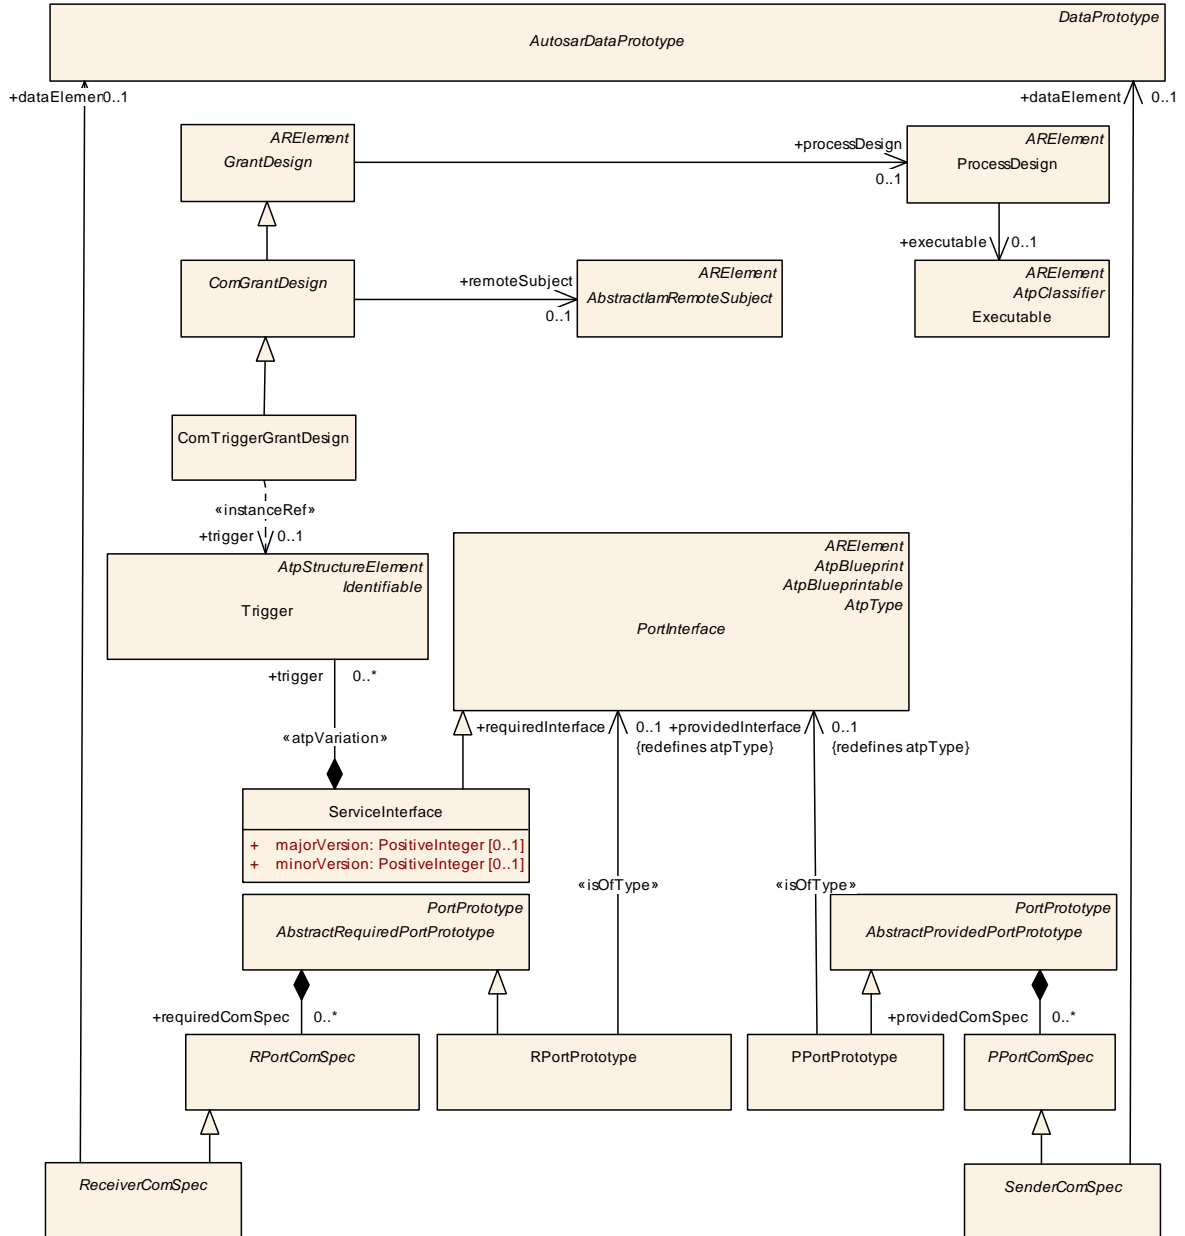 DataPrototype
AutosarDataPrototype
+dataElemen0..1
+dataElement 0..1
ARElement
GrantDesign
+processDesign
0..1
ARElement
ProcessDesign
+executable 0..1
ComGrantDesign
+remoteSubject
0..1
ARElement
AbstractIamRemoteSubject
ARElement
AtpClassifier
Executable
ComTriggerGrantDesign
«instanceRef»
+trigger 0..1
AtpStructureElement
Identifiable
Trigger
ARElement
AtpBlueprint
AtpBlueprintable
AtpType
PortInterface
+trigger 0..*
«atpVariation»
+requiredInterface 0..1
{redefines atpType}
+providedInterface 0..1
{redefines atpType}
ServiceInterface
+ majorVersion: PositiveInteger [0..1]
+ minorVersion: PositiveInteger [0..1]
«isOfType»
«isOfType»
PortPrototype
AbstractRequiredPortPrototype
PortPrototype
AbstractProvidedPortPrototype
+requiredComSpec 0..*
+providedComSpec 0..*
RPortComSpec
RPortPrototype
PPortPrototype
PPortComSpec
ReceiverComSpec
SenderComSpec